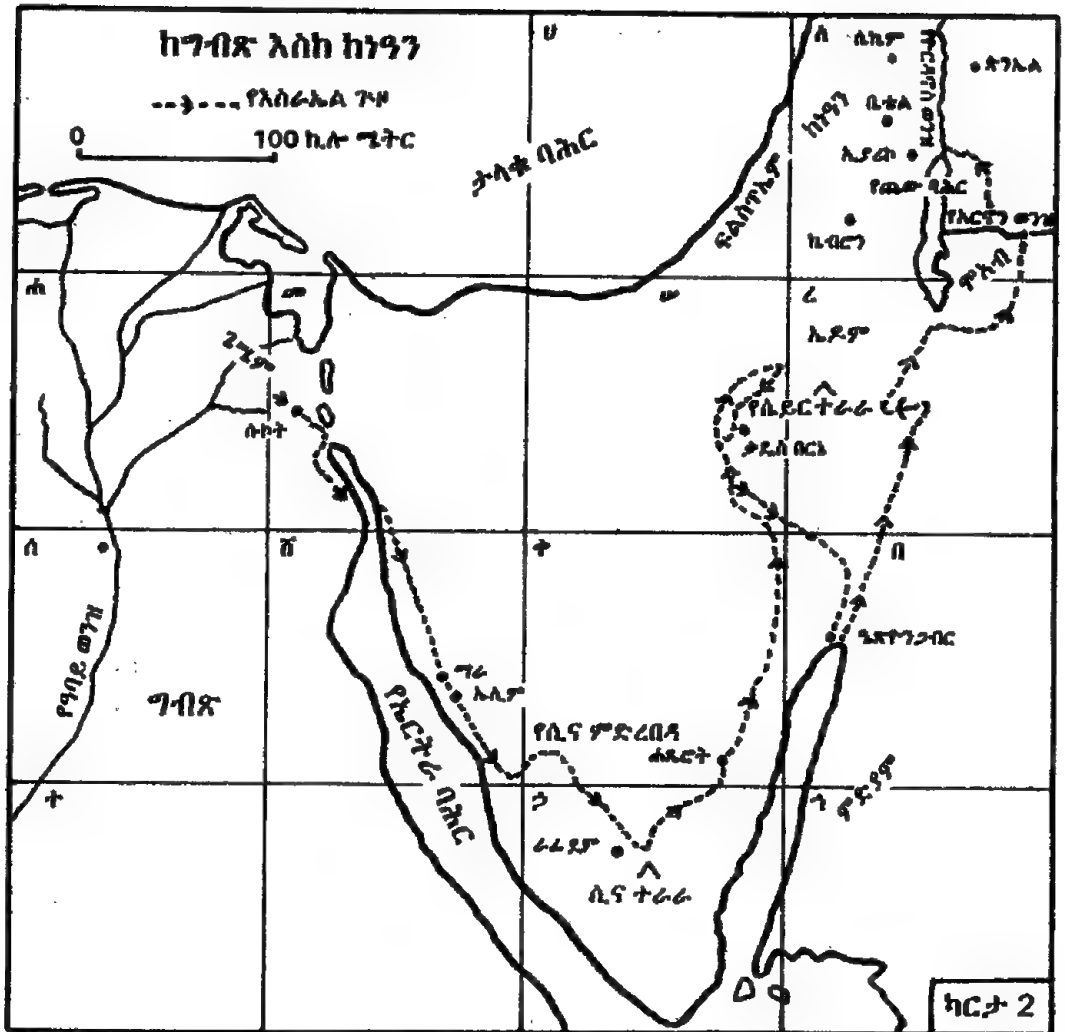 ከግብጽ እስከ ከነዓን
የእስራኤል ጉዞ
0
100 ኪሎ ሜትር
ሀ
ለ
ሴኬም
ጵንኤል
ቤቴል
ከነዓን
ኢያሪኮ
ታላቁ ባሕር
ፍልስጥኤም
የጨው ባሕር
የአርኖን ወንዝ
ኬብሮን
ሞአብ
ሐ
መ
ሠ
ረ
ኤዶም
ጌሤም
የሴይር ተራራ
ሱኮት
ቃዴስ በርኔ
ሰ
ሸ
ተ
በ
ዔጽዮንጋብር
የዓባይ ወንዝ
ማራ
ኤሊም
ግብጽ
የኤርትራ ባሕር
የሲና ምድረበዳ
ሐጼሮት
ምድያም
ራፊዲም
ሲና ተራራ
ካርታ 2